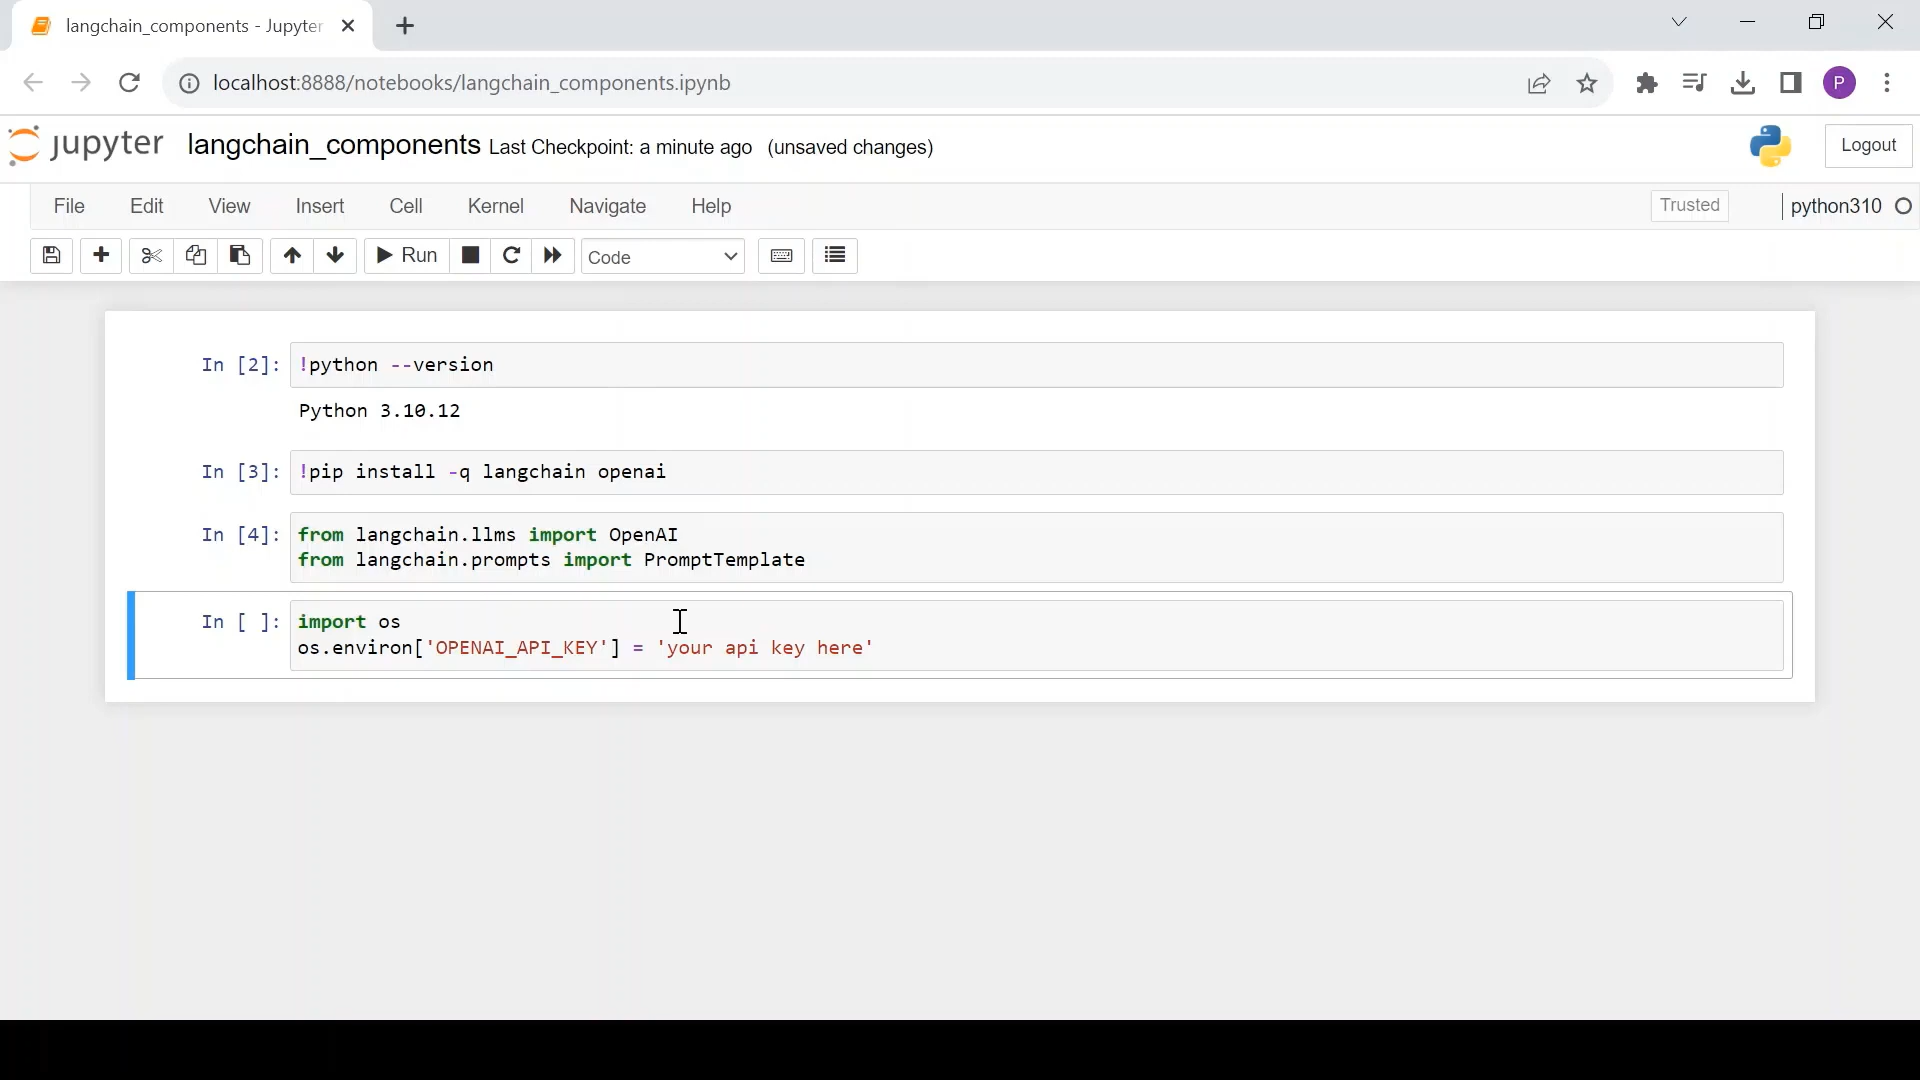 langchain_components - Jupyter
localhost:8888/notebooks/langchain_components.ipynb
P
jupyter langchain_components Last Checkpoint: a minute ago (unsaved changes)
Logout
File Edit View Insert Cell Kernel Navigate Help
Trusted
python310
Run
Code
In [2]: !python --version
Python 3.10.12
In [3]: !pip install -q langchain openai
In [4]: from langchain.llms import OpenAI
from langchain.prompts import PromptTemplate
In [ ]: import os
os.environ['OPENAI_API_KEY'] = 'your api key here'